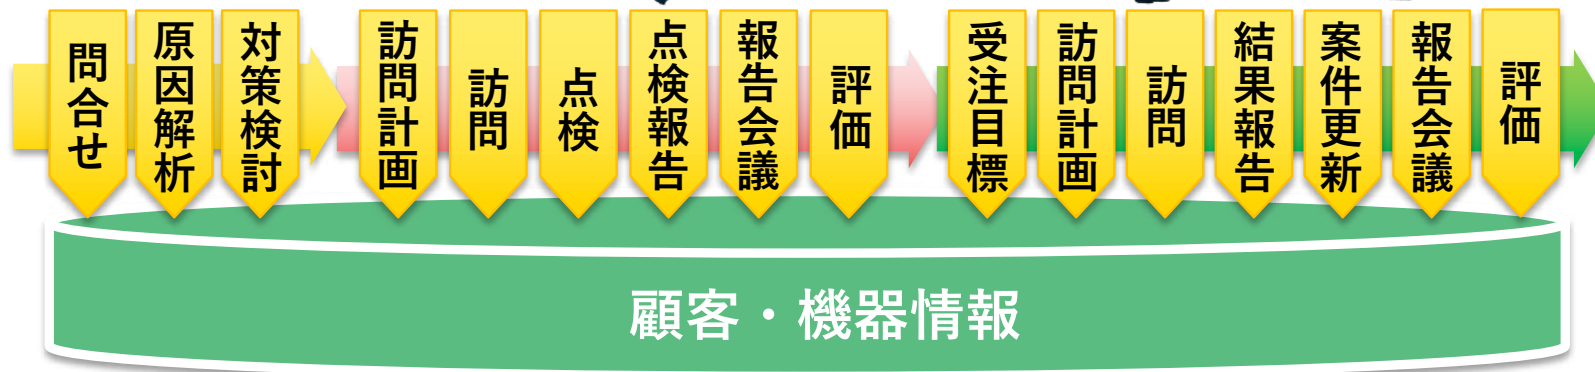 問合せ
原因解析
対策検討
訪問計画
訪問
点検
点検報告
報告会議
評価
受注目標
訪問計画
訪問
結果報告
案件更新
報告会議
評価
顧客・機器情報